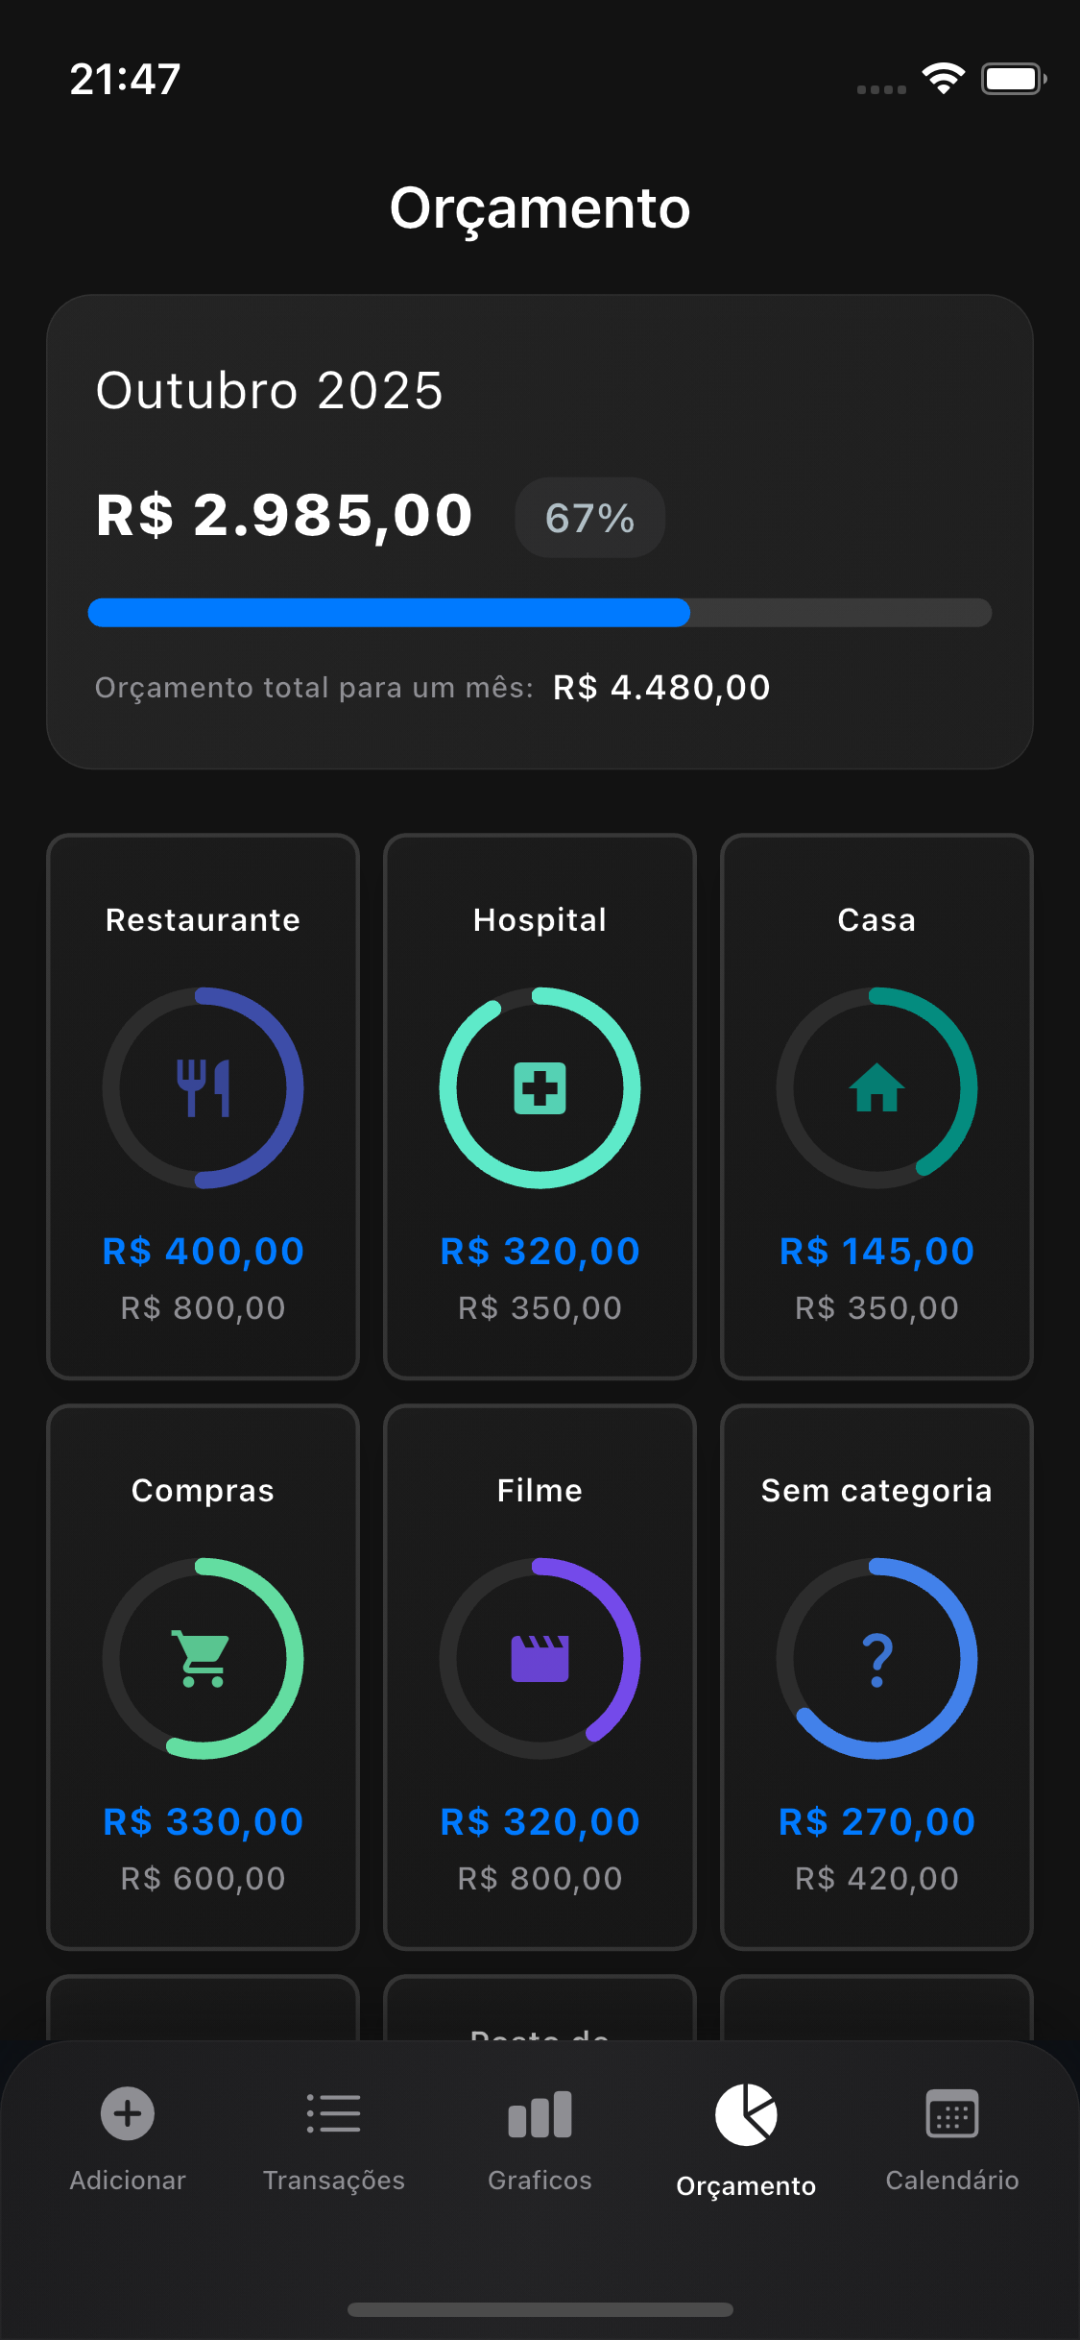 21:47
Orçamento
Outubro 2025
R$ 2.985,00 67%
Orçamento total para um mês: R$ 4.480,00
Restaurante Hospital Casa
R$ 400,00 R$ 320,00 R$ 145,00
R$ 800,00 R$ 350,00 R$ 350,00
Compras Filme Sem categoria
R$ 330,00 R$ 320,00 R$ 270,00
R$ 600,00 R$ 800,00 R$ 420,00
Adicionar Transações Graficos Orçamento Calendário